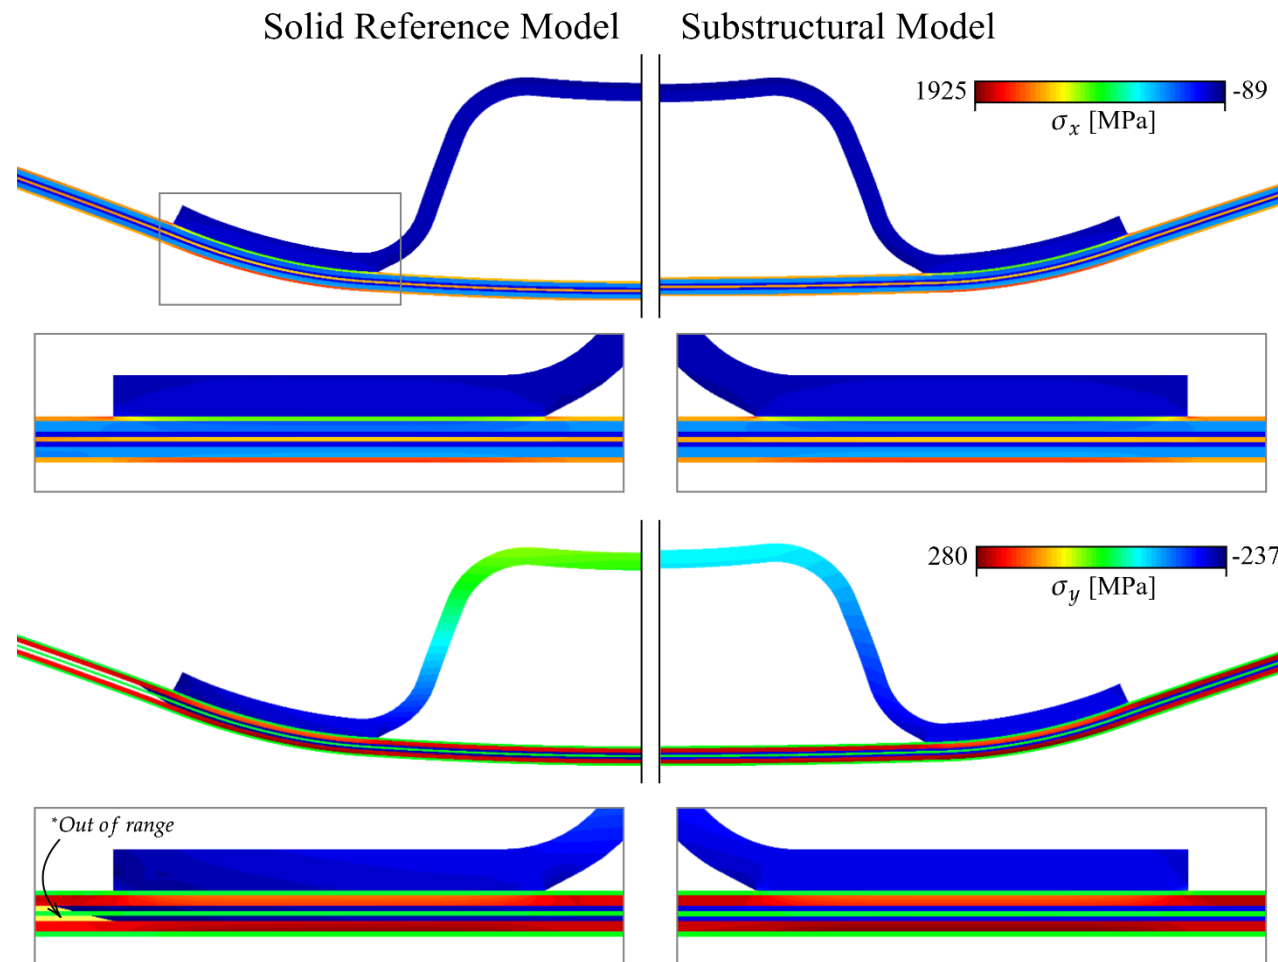 Solid Reference Model
Substructural Model
1925
-89
σx [MPa]
280
-237
σy [MPa]
*Out of range